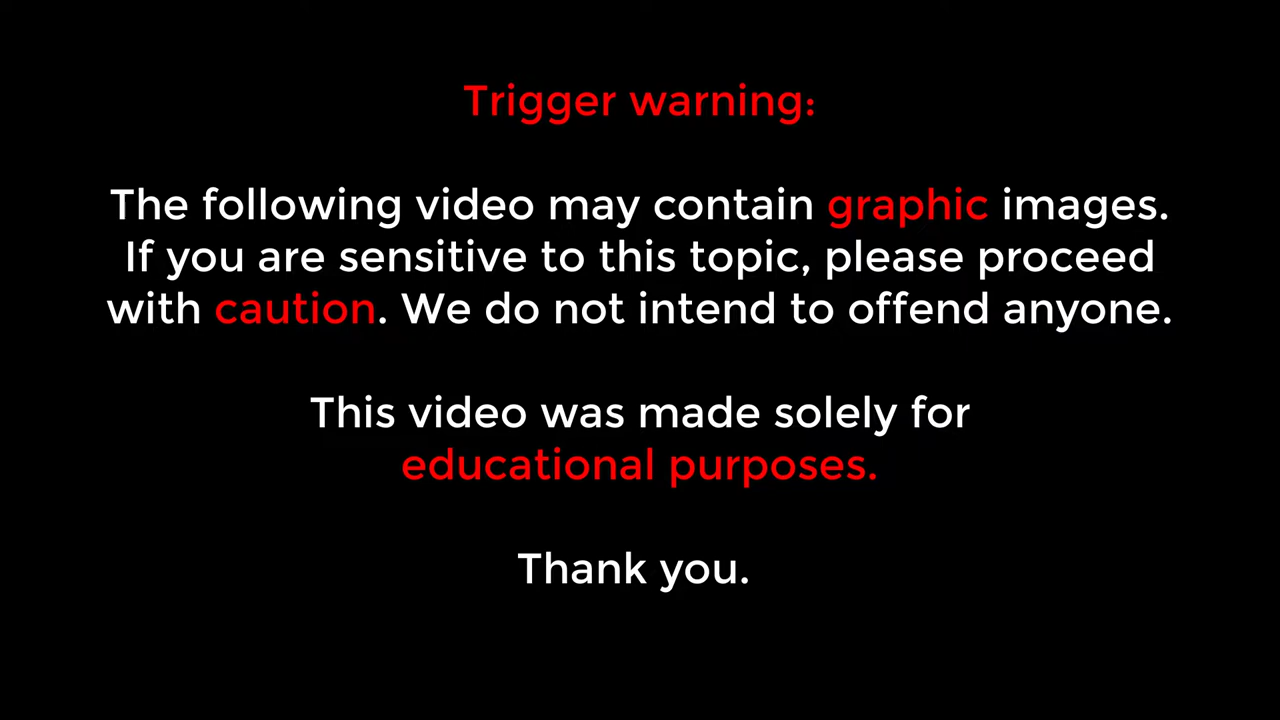 Trigger warning:
The following video may contain graphic images.
If you are sensitive to this topic, please proceed
with caution. We do not intend to offend anyone.
This video was made solely for
educational purposes.
Thank you.